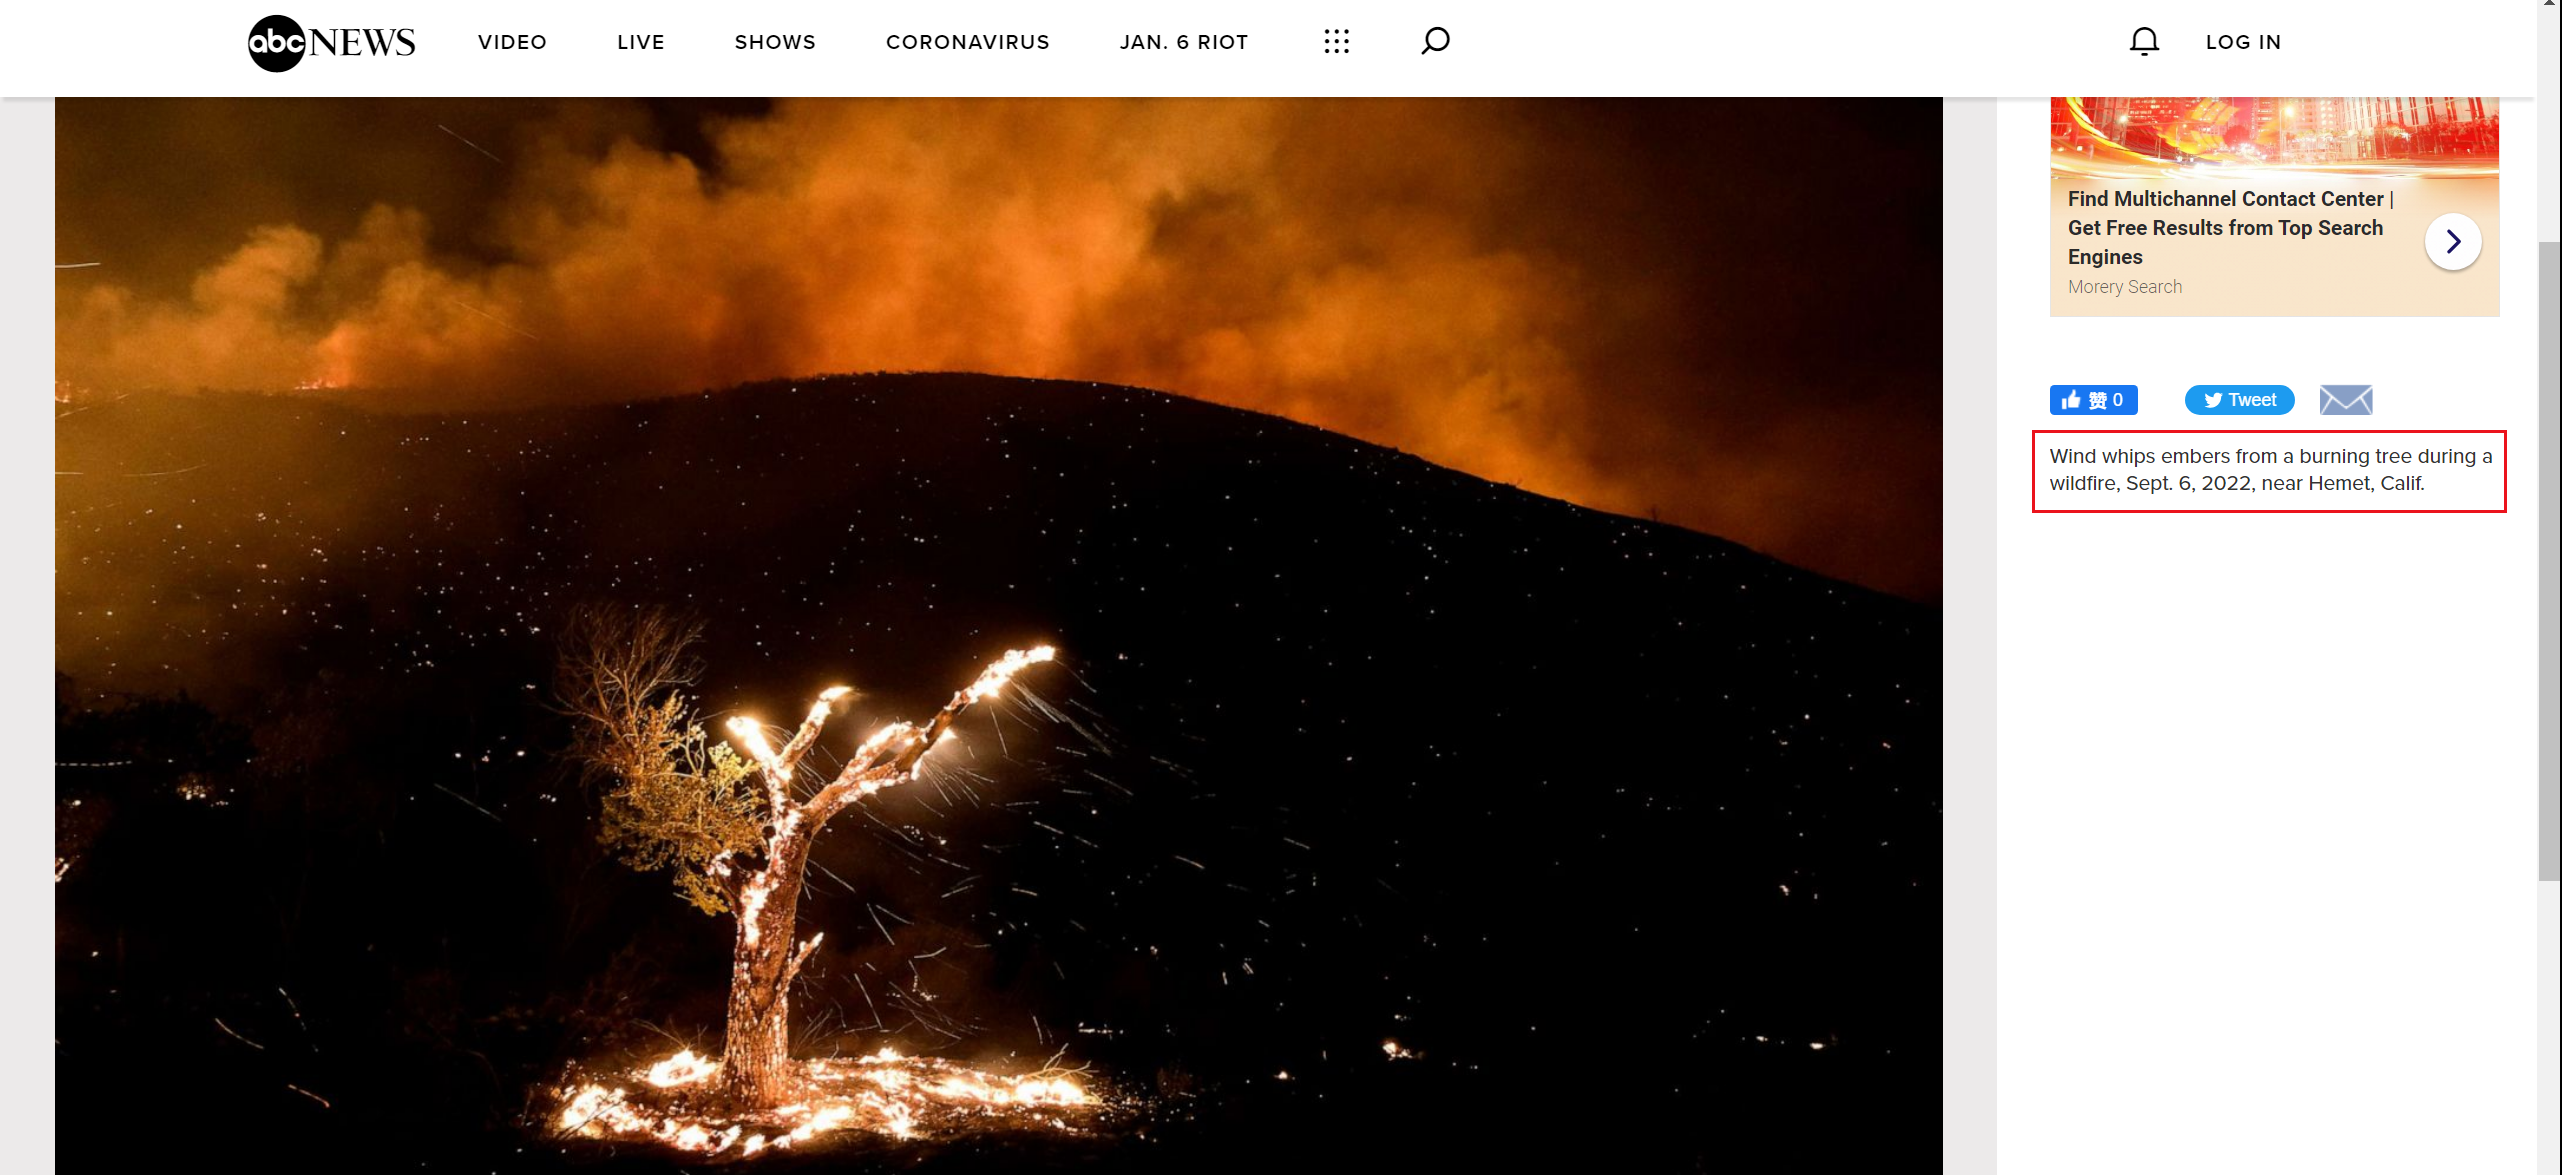 abc NEWS
VIDEO
LIVE
SHOWS
CORONAVIRUS
JAN. 6 RIOT
LOG IN
Find Multichannel Contact Center |
Get Free Results from Top Search
Engines
Morery Search
赞 0
Tweet
Wind whips embers from a burning tree during a
wildfire, Sept. 6, 2022, near Hemet, Calif.